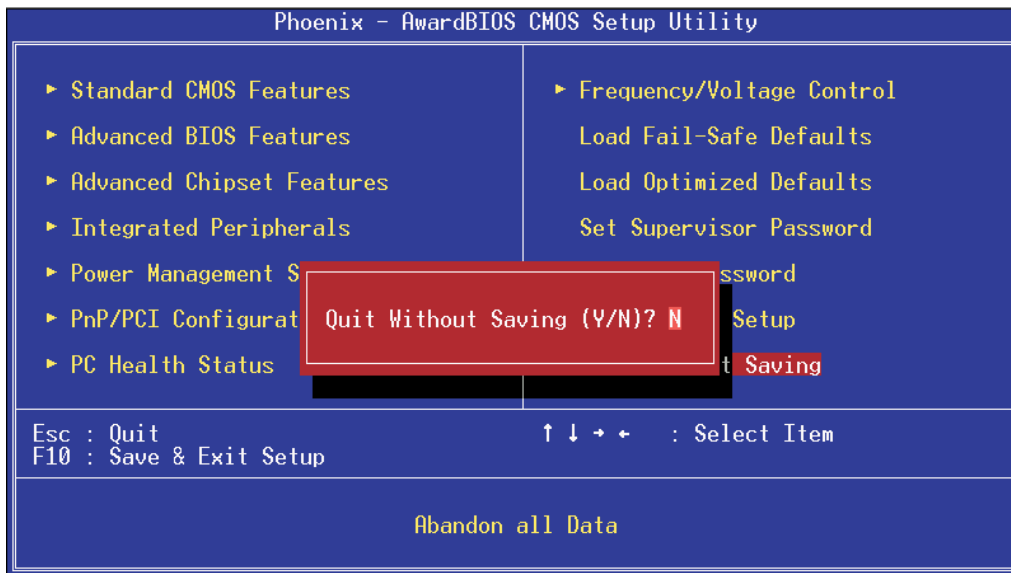 Phoenix - AwardBIOS CMOS Setup Utility
► Standard CMOS Features
► Advanced BIOS Features
► Advanced Chipset Features
► Integrated Peripherals
► Power Management S
► PnP/PCI Configurat
► PC Health Status
► Frequency/Voltage Control
Load Fail-Safe Defaults
Load Optimized Defaults
Set Supervisor Password
ssword
Setup
t Saving
Quit Without Saving (Y/N)? N
Esc : Quit
F10 : Save & Exit Setup
↑ ↓ → ← : Select Item
Abandon all Data